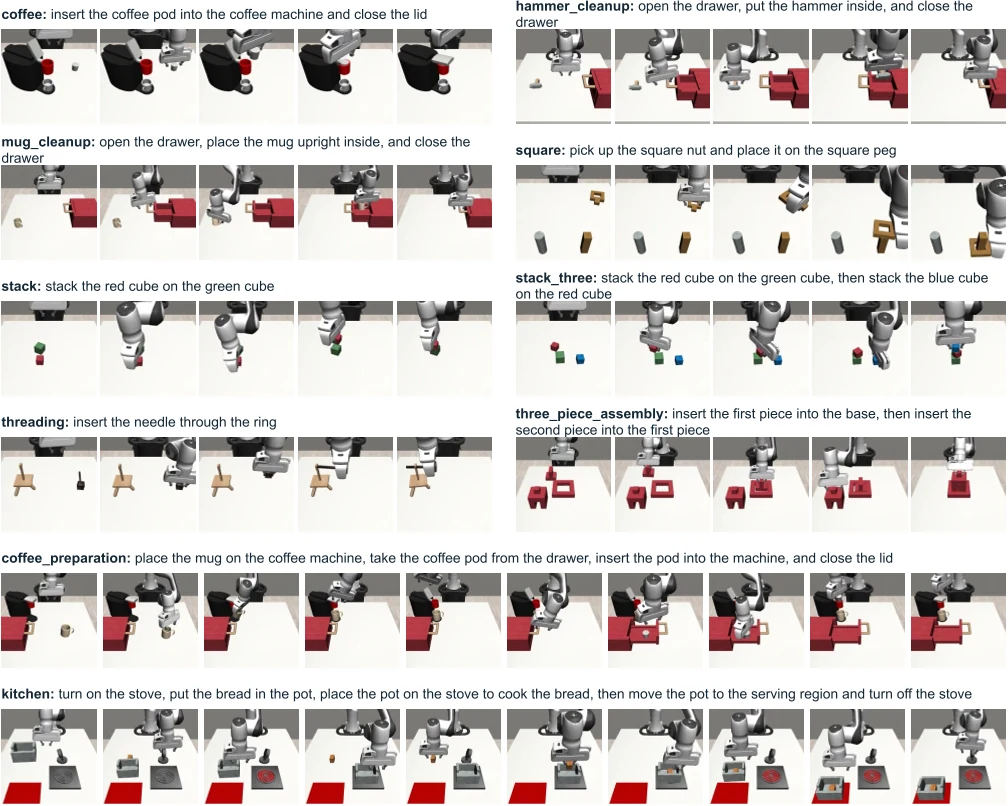 coffee: insert the coffee pod into the coffee machine and close the lid
hammer_cleanup: open the drawer, put the hammer inside, and close the
drawer
mug_cleanup: open the drawer, place the mug upright inside, and close the
drawer
square: pick up the square nut and place it on the square peg
stack: stack the red cube on the green cube
stack_three: stack the red cube on the green cube, then stack the blue cube
on the red cube
threading: insert the needle through the ring
three_piece_assembly: insert the first piece into the base, then insert the
second piece into the first piece
coffee_preparation: place the mug on the coffee machine, take the coffee pod from the drawer, insert the pod into the machine, and close the lid
kitchen: turn on the stove, put the bread in the pot, place the pot on the stove to cook the bread, then move the pot to the serving region and turn off the stove